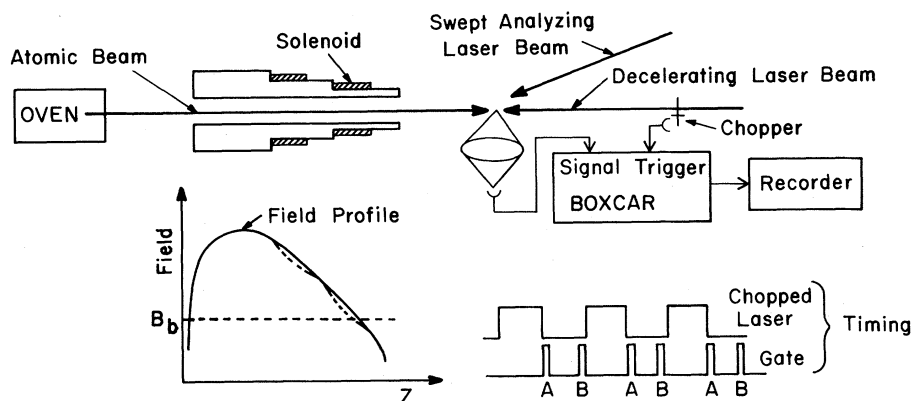 Swept Analyzing
Laser Beam
Solenoid
Atomic Beam
Decelerating Laser Beam
OVEN
Chopper
Signal Trigger
BOXCAR
Recorder
Field Profile
Field
B_b
Z
Chopped
Laser
Timing
Gate
A B A B A B